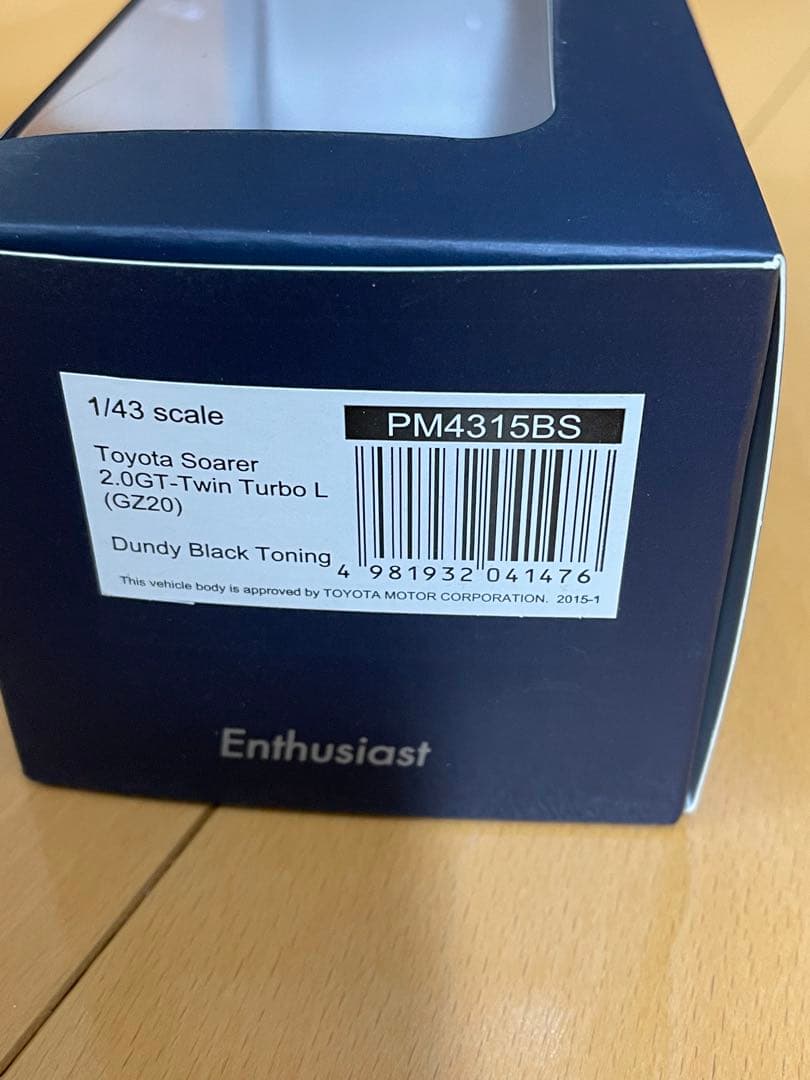 1/43 scale
PM4315BS
Toyota Soarer
2.0GT-Twin Turbo L
(GZ20)
Dundy Black Toning
4 981932 041476
This vehicle body is approved by TOYOTA MOTOR CORPORATION. 2015-1
Enthusiast